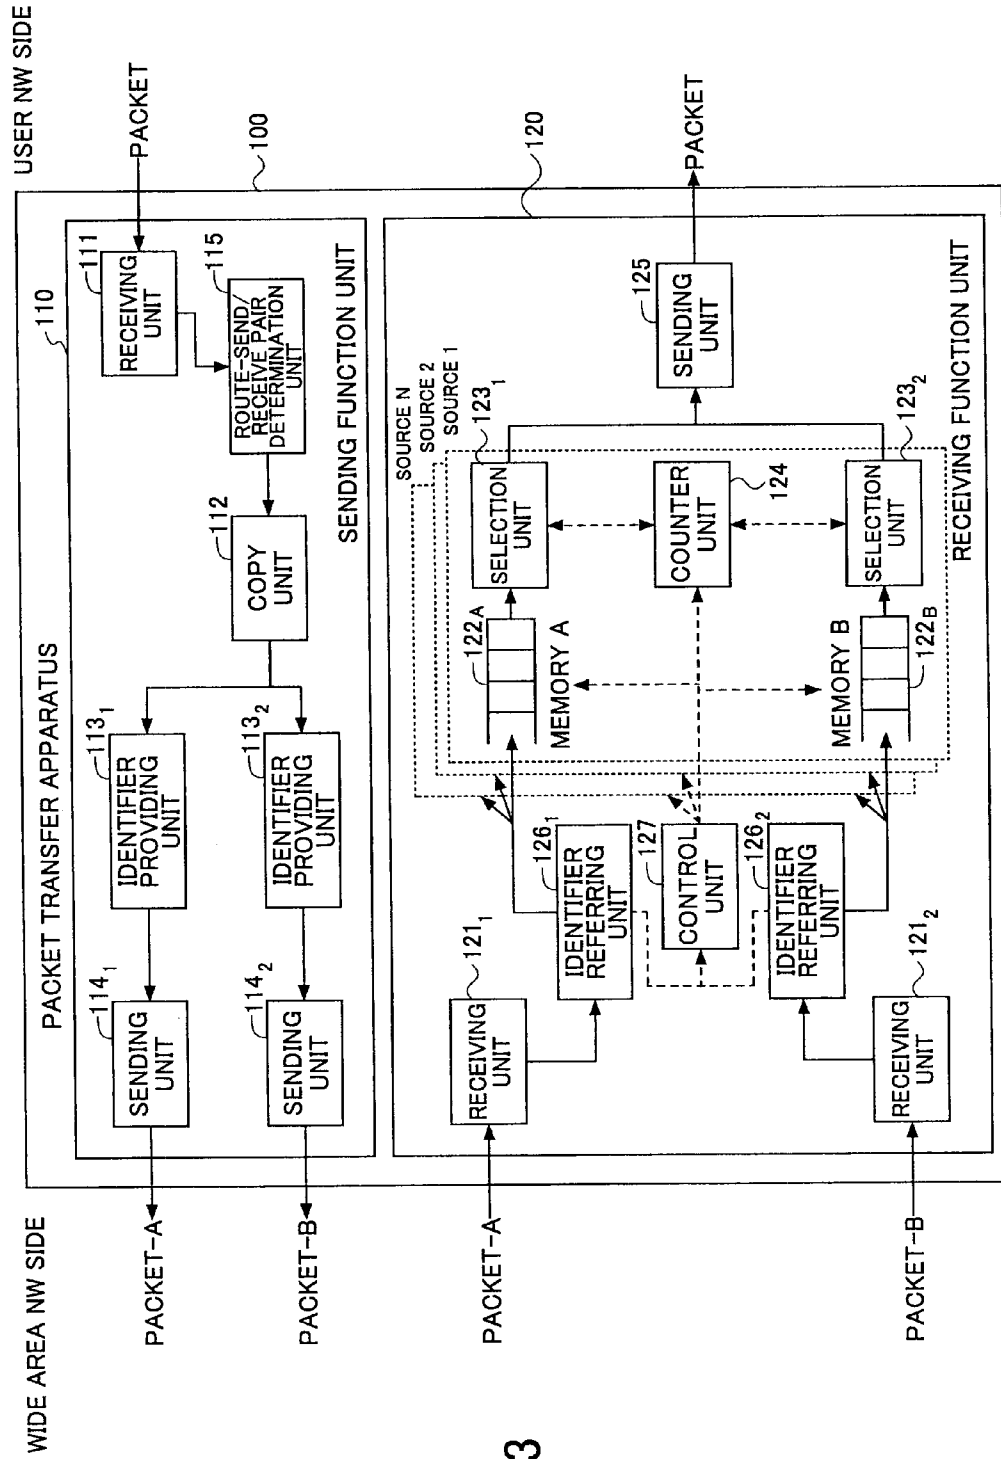 WIDE AREA NW SIDE
USER NW SIDE
PACKET TRANSFER APPARATUS
100
110
PACKET
111
RECEIVING
UNIT
115
ROUTE-SEND/
RECEIVE PAIR
DETERMINATION
UNIT
112
COPY
UNIT
113₁
IDENTIFIER
PROVIDING
UNIT
113₂
IDENTIFIER
PROVIDING
UNIT
114₁
SENDING
UNIT
114₂
SENDING
UNIT
PACKET-A
PACKET-B
SENDING FUNCTION UNIT
120
PACKET-A
121₁
RECEIVING
UNIT
126₁
IDENTIFIER
REFERRING
UNIT
127
CONTROL
UNIT
126₂
IDENTIFIER
REFERRING
UNIT
121₂
RECEIVING
UNIT
PACKET-B
SOURCE N
SOURCE 2
SOURCE 1
122A
MEMORY A
123₁
SELECTION
UNIT
COUNTER
UNIT
124
MEMORY B
122B
123₂
SELECTION
UNIT
125
SENDING
UNIT
PACKET
RECEIVING FUNCTION UNIT
3